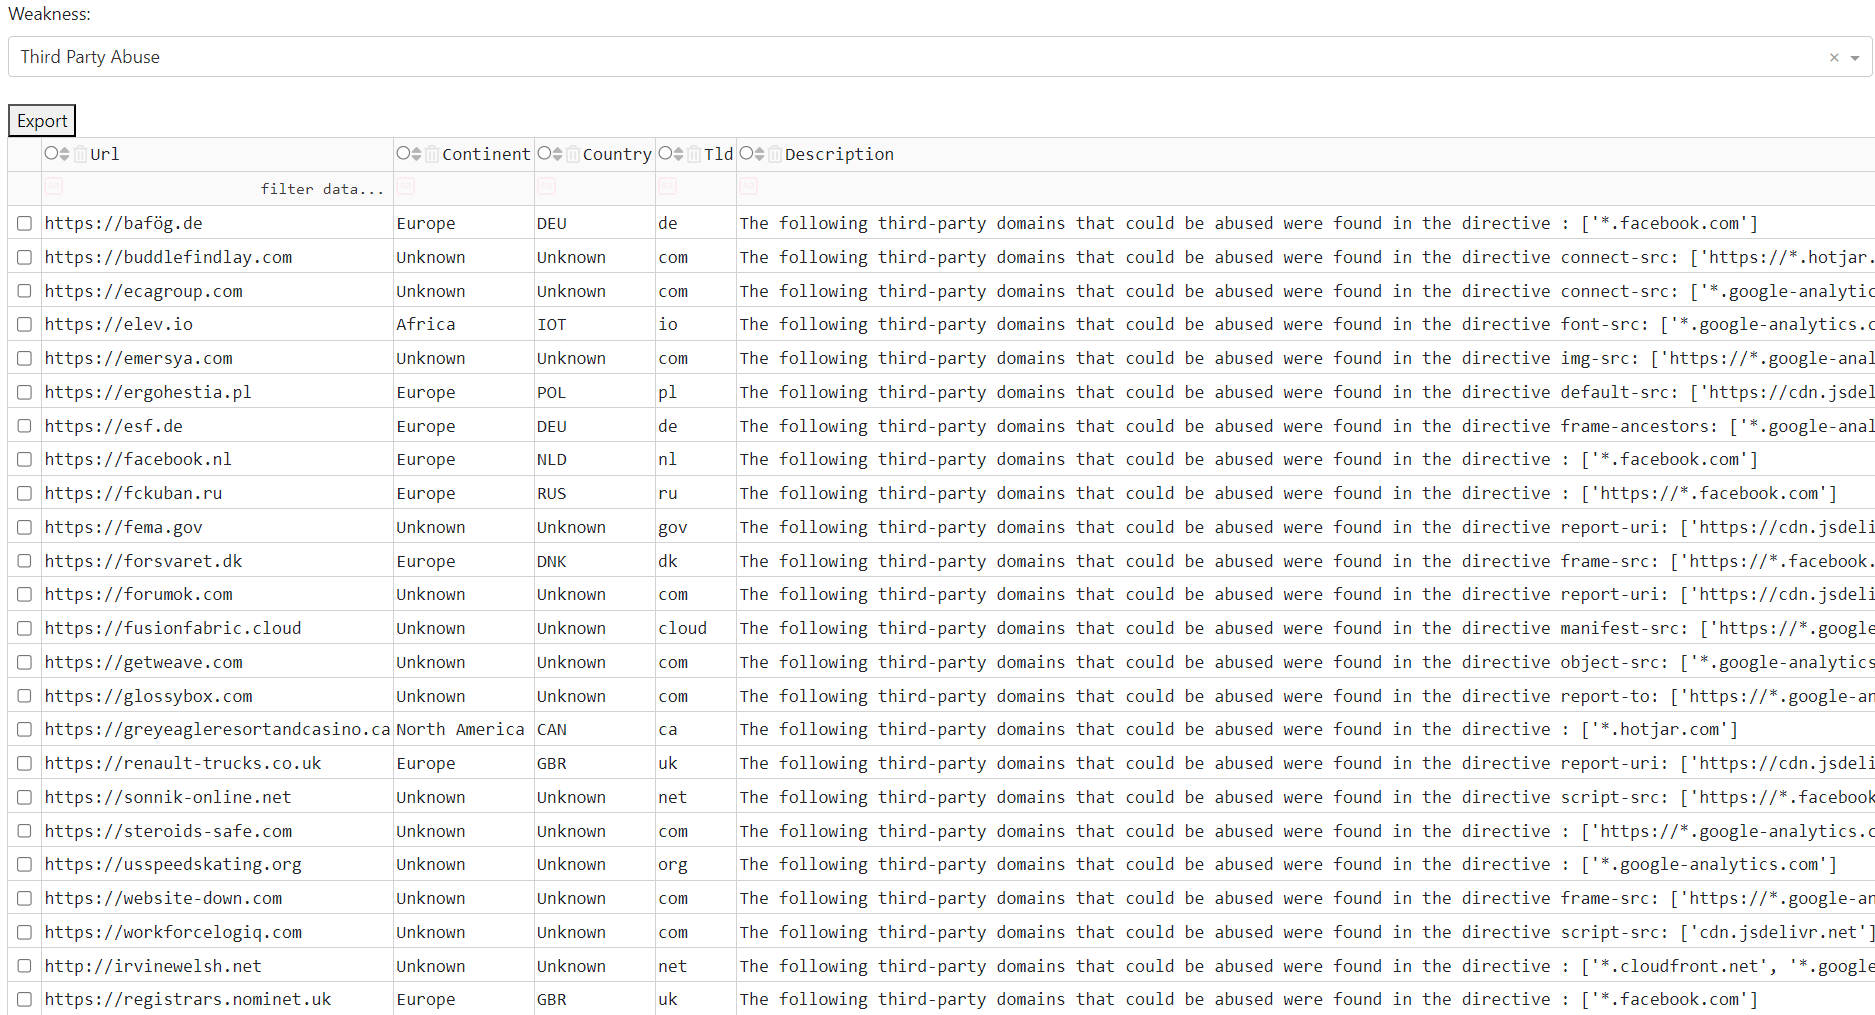 Weakness:
Third Party Abuse
Export
Url Continent Country Tld Description
filter data...
https://bafög.de Europe DEU de The following third-party domains that could be abused were found in the directive : ['*.facebook.com']
https://buddlefindlay.com Unknown Unknown com The following third-party domains that could be abused were found in the directive connect-src: ['https://*.hotjar.
https://ecagroup.com Unknown Unknown com The following third-party domains that could be abused were found in the directive connect-src: ['*.google-analytic
https://elev.io Africa IOT io The following third-party domains that could be abused were found in the directive font-src: ['*.google-analytics.c
https://emersya.com Unknown Unknown com The following third-party domains that could be abused were found in the directive img-src: ['https://*.google-anal
https://ergohestia.pl Europe POL pl The following third-party domains that could be abused were found in the directive default-src: ['https://cdn.jsdel
https://esf.de Europe DEU de The following third-party domains that could be abused were found in the directive frame-ancestors: ['*.google-anal
https://facebook.nl Europe NLD nl The following third-party domains that could be abused were found in the directive : ['*.facebook.com']
https://fckuban.ru Europe RUS ru The following third-party domains that could be abused were found in the directive : ['https://*.facebook.com']
https://fema.gov Unknown Unknown gov The following third-party domains that could be abused were found in the directive report-uri: ['https://cdn.jsdeli
https://forsvaret.dk Europe DNK dk The following third-party domains that could be abused were found in the directive frame-src: ['https://*.facebook.
https://forumok.com Unknown Unknown com The following third-party domains that could be abused were found in the directive report-uri: ['https://cdn.jsdeli
https://fusionfabric.cloud Unknown Unknown cloud The following third-party domains that could be abused were found in the directive manifest-src: ['https://*.google
https://getweave.com Unknown Unknown com The following third-party domains that could be abused were found in the directive object-src: ['*.google-analytics
https://glossybox.com Unknown Unknown com The following third-party domains that could be abused were found in the directive report-to: ['https://*.google-an
https://greyeagleresortandcasino.ca North America CAN ca The following third-party domains that could be abused were found in the directive : ['*.hotjar.com']
https://renault-trucks.co.uk Europe GBR uk The following third-party domains that could be abused were found in the directive report-uri: ['https://cdn.jsdeli
https://sonnik-online.net Unknown Unknown net The following third-party domains that could be abused were found in the directive script-src: ['https://*.facebook
https://steroids-safe.com Unknown Unknown com The following third-party domains that could be abused were found in the directive : ['https://*.google-analytics.c
https://usspeedskating.org Unknown Unknown org The following third-party domains that could be abused were found in the directive : ['*.google-analytics.com']
https://website-down.com Unknown Unknown com The following third-party domains that could be abused were found in the directive frame-src: ['https://*.google-an
https://workforcelogiq.com Unknown Unknown com The following third-party domains that could be abused were found in the directive script-src: ['cdn.jsdelivr.net']
http://irvinewelsh.net Unknown Unknown net The following third-party domains that could be abused were found in the directive : ['*.cloudfront.net', '*.google
https://registrars.nominet.uk Europe GBR uk The following third-party domains that could be abused were found in the directive : ['*.facebook.com']